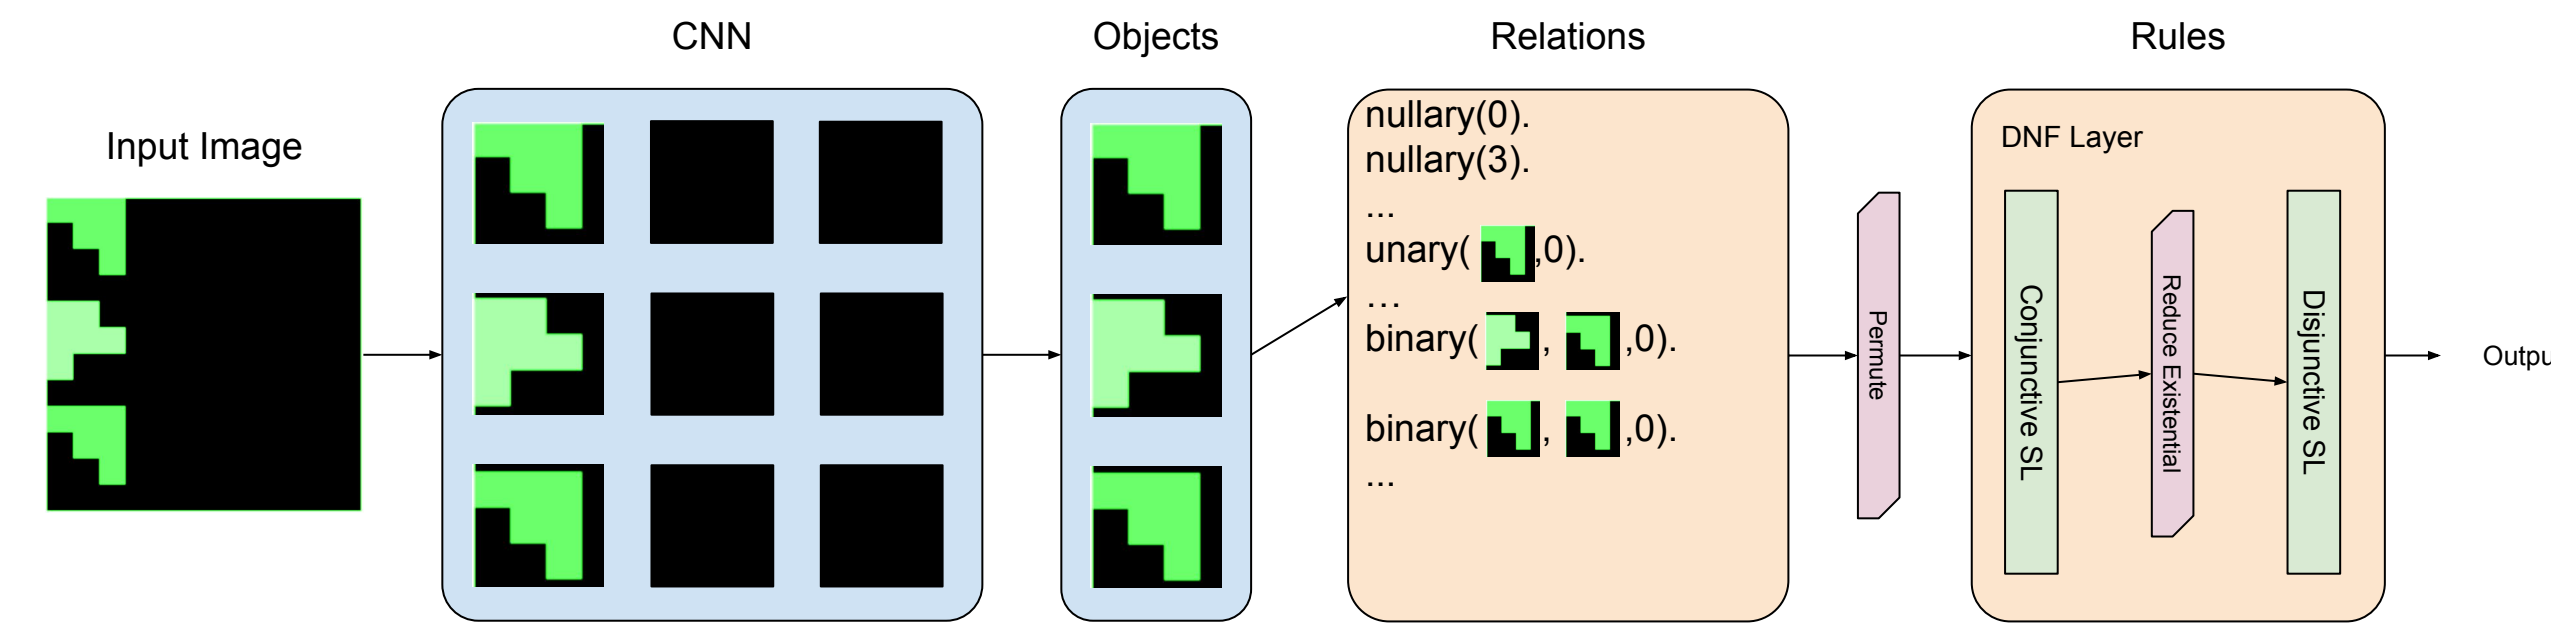 CNN
Objects
Relations
Rules
Input Image
nullary(0).
nullary(3).
...
unary( ,0).
...
binary( , ,0).
binary( , ,0).
...
Permute
DNF Layer
Conjunctive SL
Reduce Existential
Disjunctive SL
Outpu